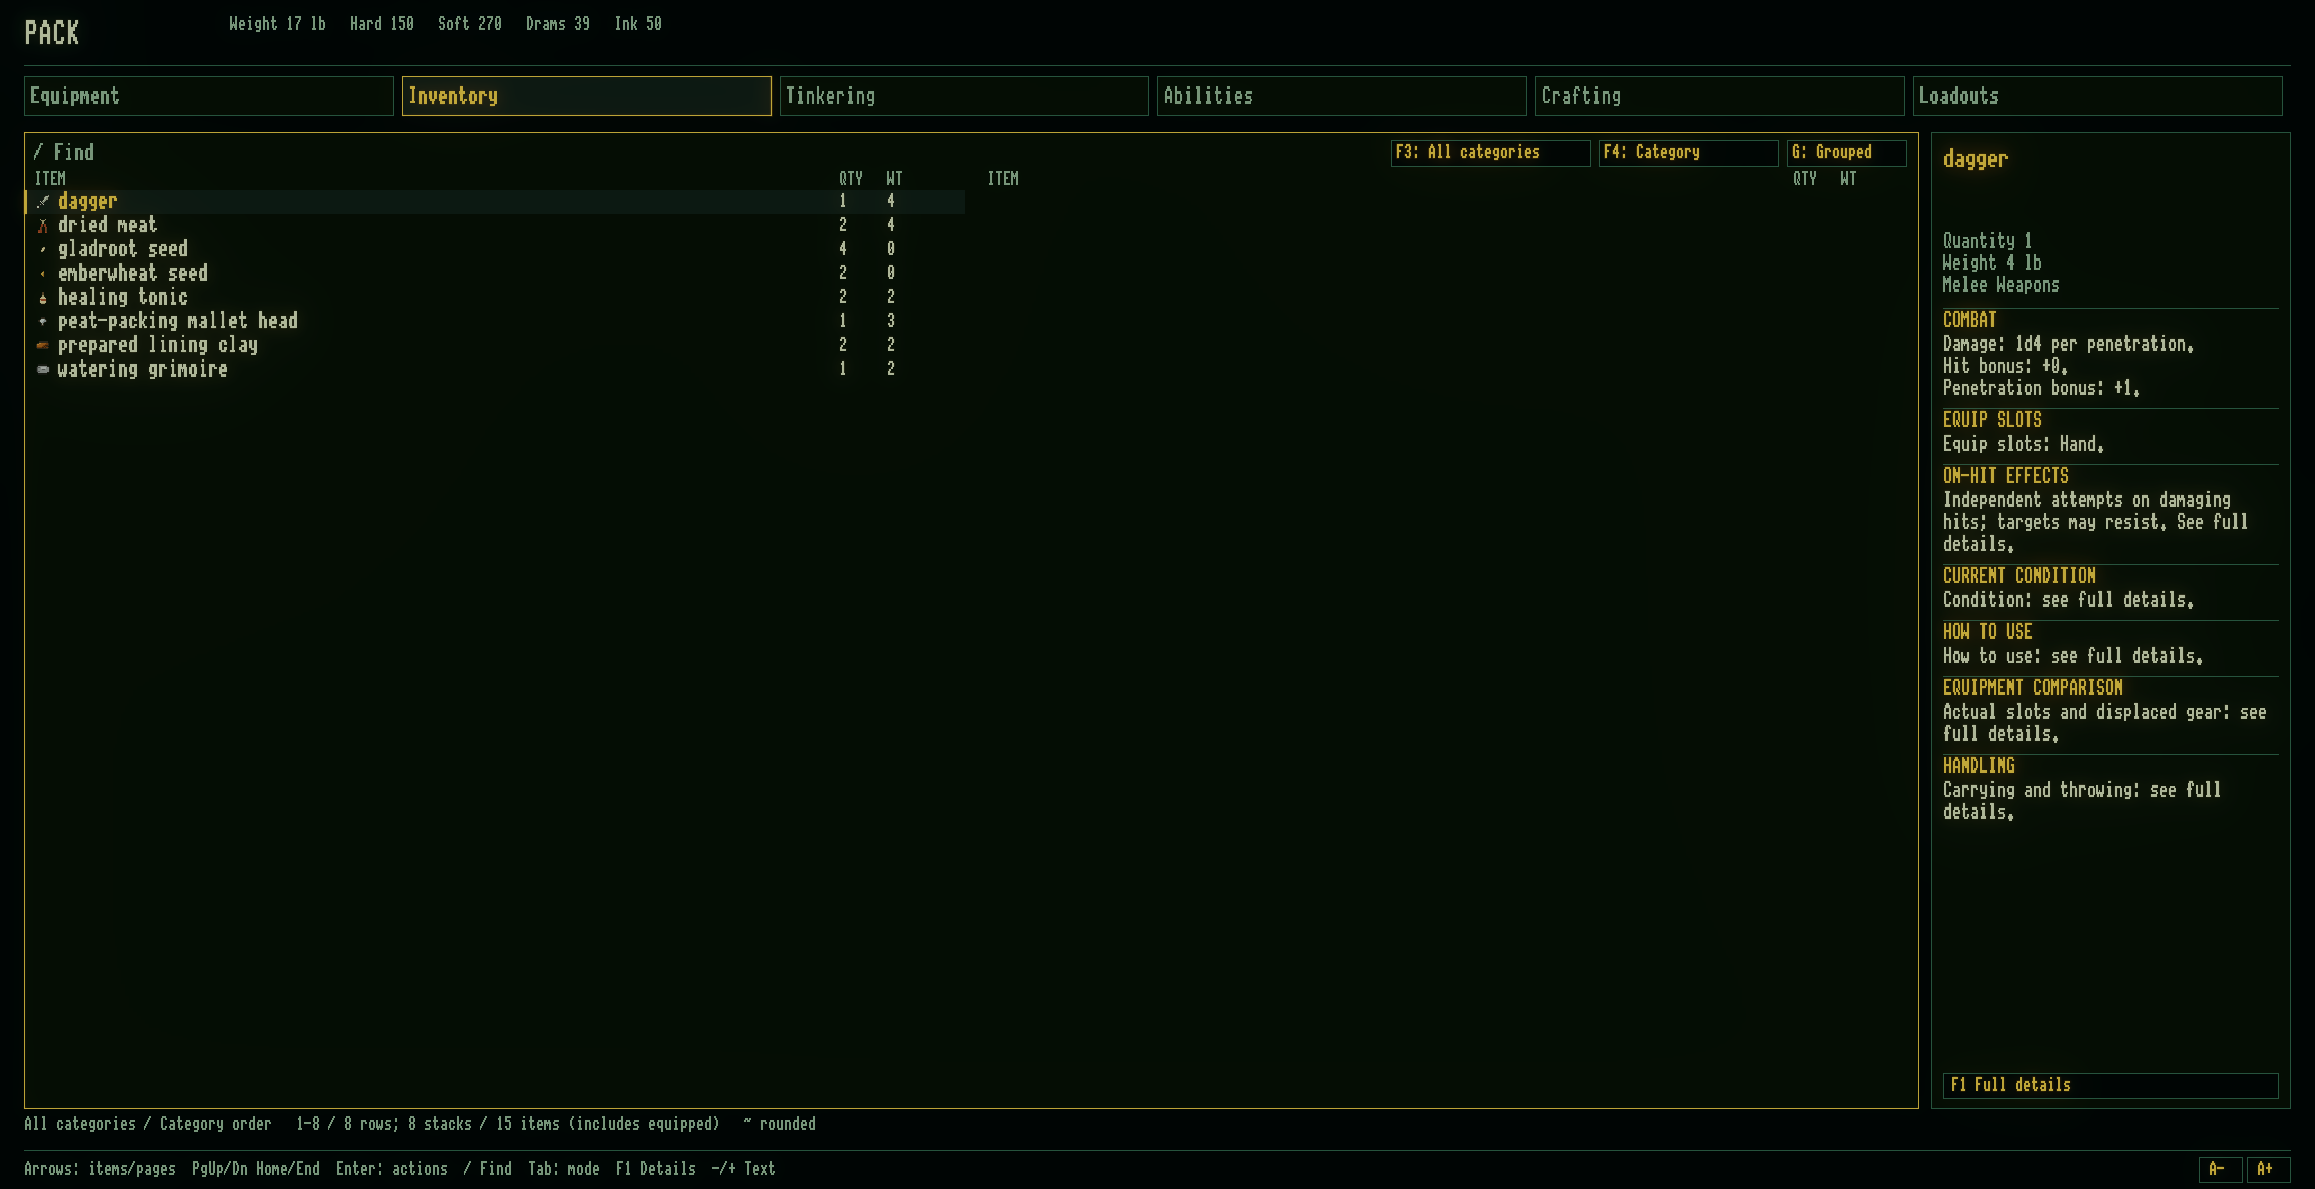 PACK
Weight 17 lb Hard 150 Soft 270 Drams 39 Ink 50
Equipment Inventory Tinkering Abilities Crafting Loadouts
/ Find F3: All categories F4: Category G: Grouped
ITEM QTY WT ITEM QTY WT
dagger 1 4
dried meat 2 4
gladroot seed 4 0
emberwheat seed 2 0
healing tonic 2 2
peat-packing mallet head 1 3
prepared lining clay 2 2
watering grimoire 1 2
dagger
Quantity 1
Weight 4 lb
Melee Weapons
COMBAT
Damage: 1d4 per penetration.
Hit bonus: +0.
Penetration bonus: +1.
EQUIP SLOTS
Equip slots: Hand.
ON-HIT EFFECTS
Independent attempts on damaging
hits; targets may resist. See full
details.
CURRENT CONDITION
Condition: see full details.
HOW TO USE
How to use: see full details.
EQUIPMENT COMPARISON
Actual slots and displaced gear: see
full details.
HANDLING
Carrying and throwing: see full
details.
F1 Full details
All categories / Category order 1-8 / 8 rows; 8 stacks / 15 items (includes equipped) ~ rounded
Arrows: items/pages PgUp/Dn Home/End Enter: actions / Find Tab: mode F1 Details -/+ Text
A- A+